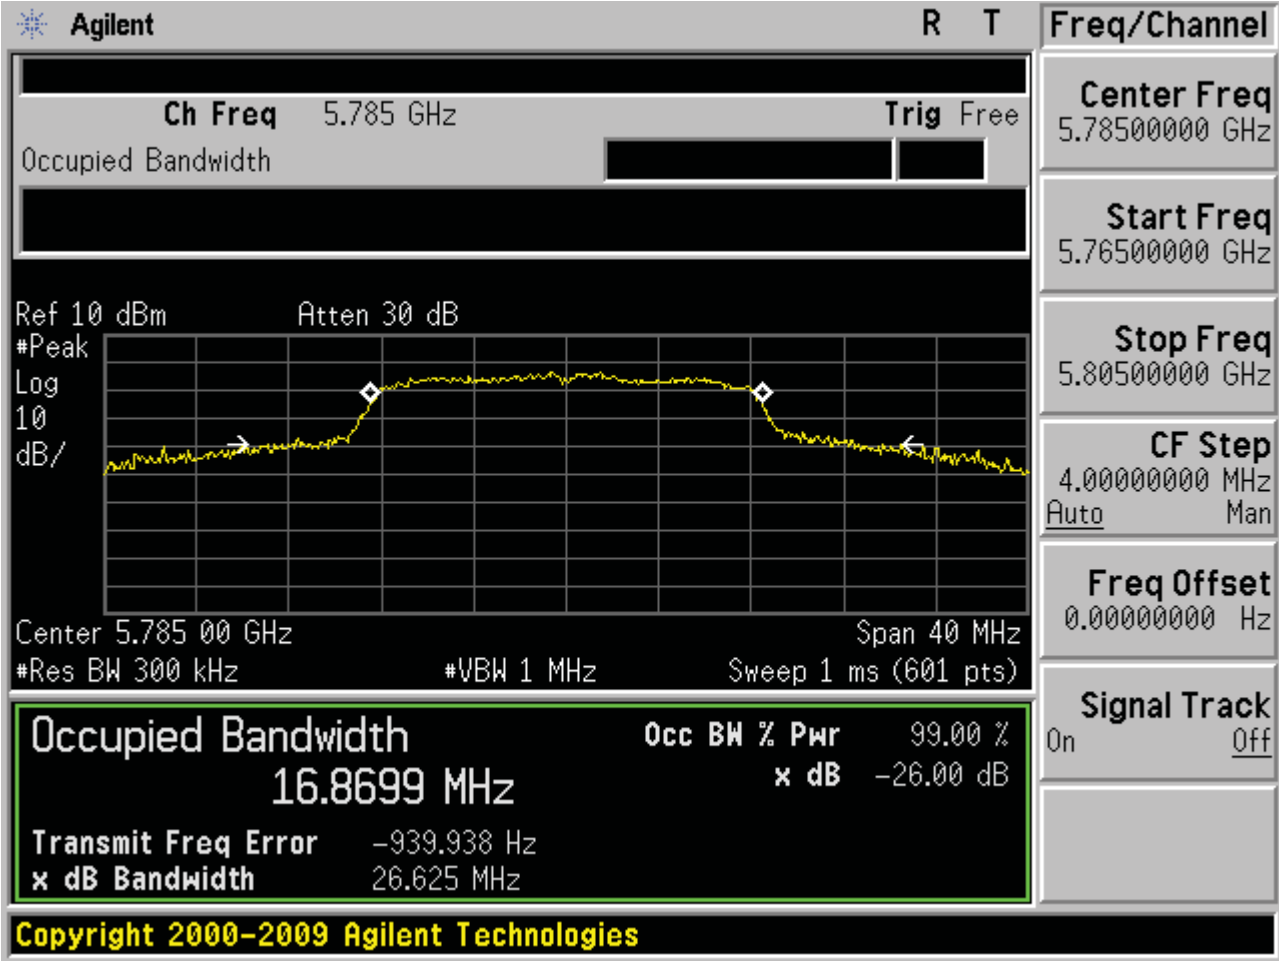 Agilent R T
Ch Freq 5.785 GHz Trig Free
Occupied Bandwidth
Ref 10 dBm Atten 30 dB
#Peak
Log
10
dB/
Center 5.785 00 GHz Span 40 MHz
#Res BW 300 kHz #VBW 1 MHz Sweep 1 ms (601 pts)
Occupied Bandwidth
16.8699 MHz
Occ BW % Pwr 99.00 %
x dB -26.00 dB
Transmit Freq Error -939.938 Hz
x dB Bandwidth 26.625 MHz
Copyright 2000-2009 Agilent Technologies
Freq/Channel
Center Freq
5.78500000 GHz
Start Freq
5.76500000 GHz
Stop Freq
5.80500000 GHz
CF Step
4.00000000 MHz
Auto Man
Freq Offset
0.00000000 Hz
Signal Track
On Off